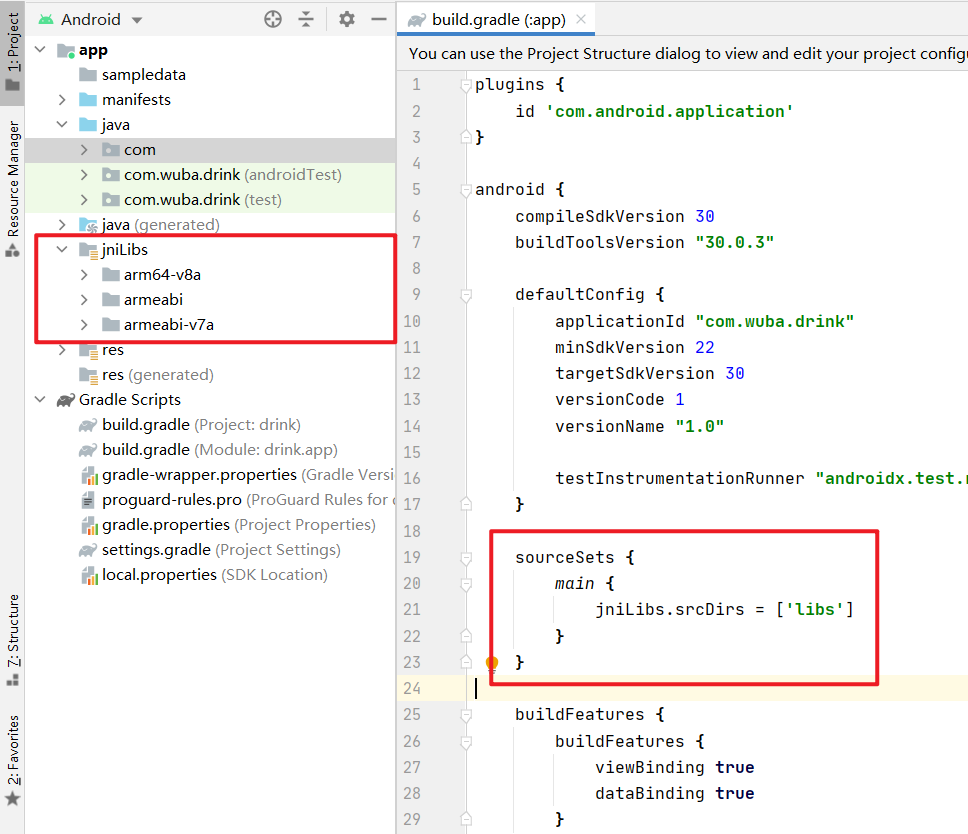 1: Project
Resource Manager
7: Structure
2: Favorites
Android
app
sampledata
manifests
java
com
com.wuba.drink (androidTest)
com.wuba.drink (test)
java (generated)
jniLibs
arm64-v8a
armeabi
armeabi-v7a
res
res (generated)
Gradle Scripts
build.gradle (Project: drink)
build.gradle (Module: drink.app)
gradle-wrapper.properties (Gradle Versi
proguard-rules.pro (ProGuard Rules for
gradle.properties (Project Properties)
settings.gradle (Project Settings)
local.properties (SDK Location)
build.gradle (:app)
You can use the Project Structure dialog to view and edit your project configu
1 plugins {
2 id 'com.android.application'
3 }
4
5 android {
6 compileSdkVersion 30
7 buildToolsVersion "30.0.3"
8
9 defaultConfig {
10 applicationId "com.wuba.drink"
11 minSdkVersion 22
12 targetSdkVersion 30
13 versionCode 1
14 versionName "1.0"
15
16 testInstrumentationRunner "androidx.test.r
17 }
18
19 sourceSets {
20 main {
21 jniLibs.srcDirs = ['libs']
22 }
23 }
24
25 buildFeatures {
26 buildFeatures {
27 viewBinding true
28 dataBinding true
29 }